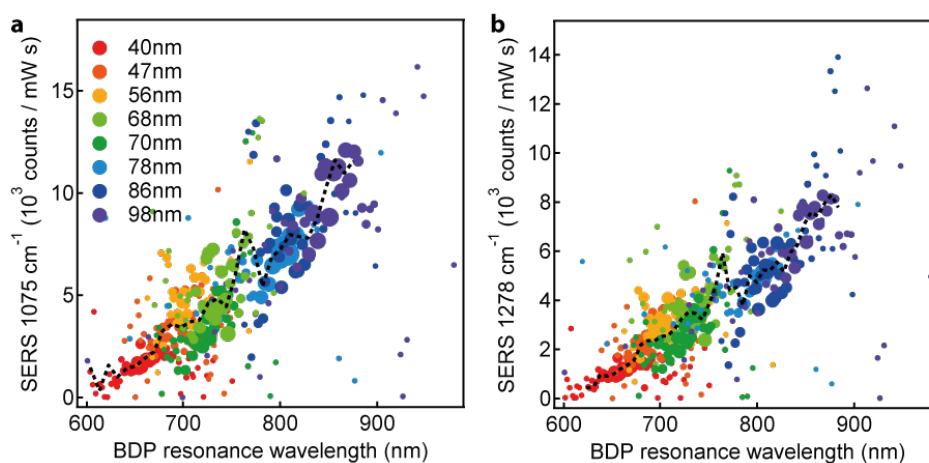 a
SERS 1075 cm-1 (103 counts / mW s)
15
10
5
0
40nm
47nm
56nm
68nm
70nm
78nm
86nm
98nm
600 700 800 900
BDP resonance wavelength (nm)
b
SERS 1278 cm-1 (103 counts / mW s)
14
12
10
8
6
4
2
0
600 700 800 900
BDP resonance wavelength (nm)